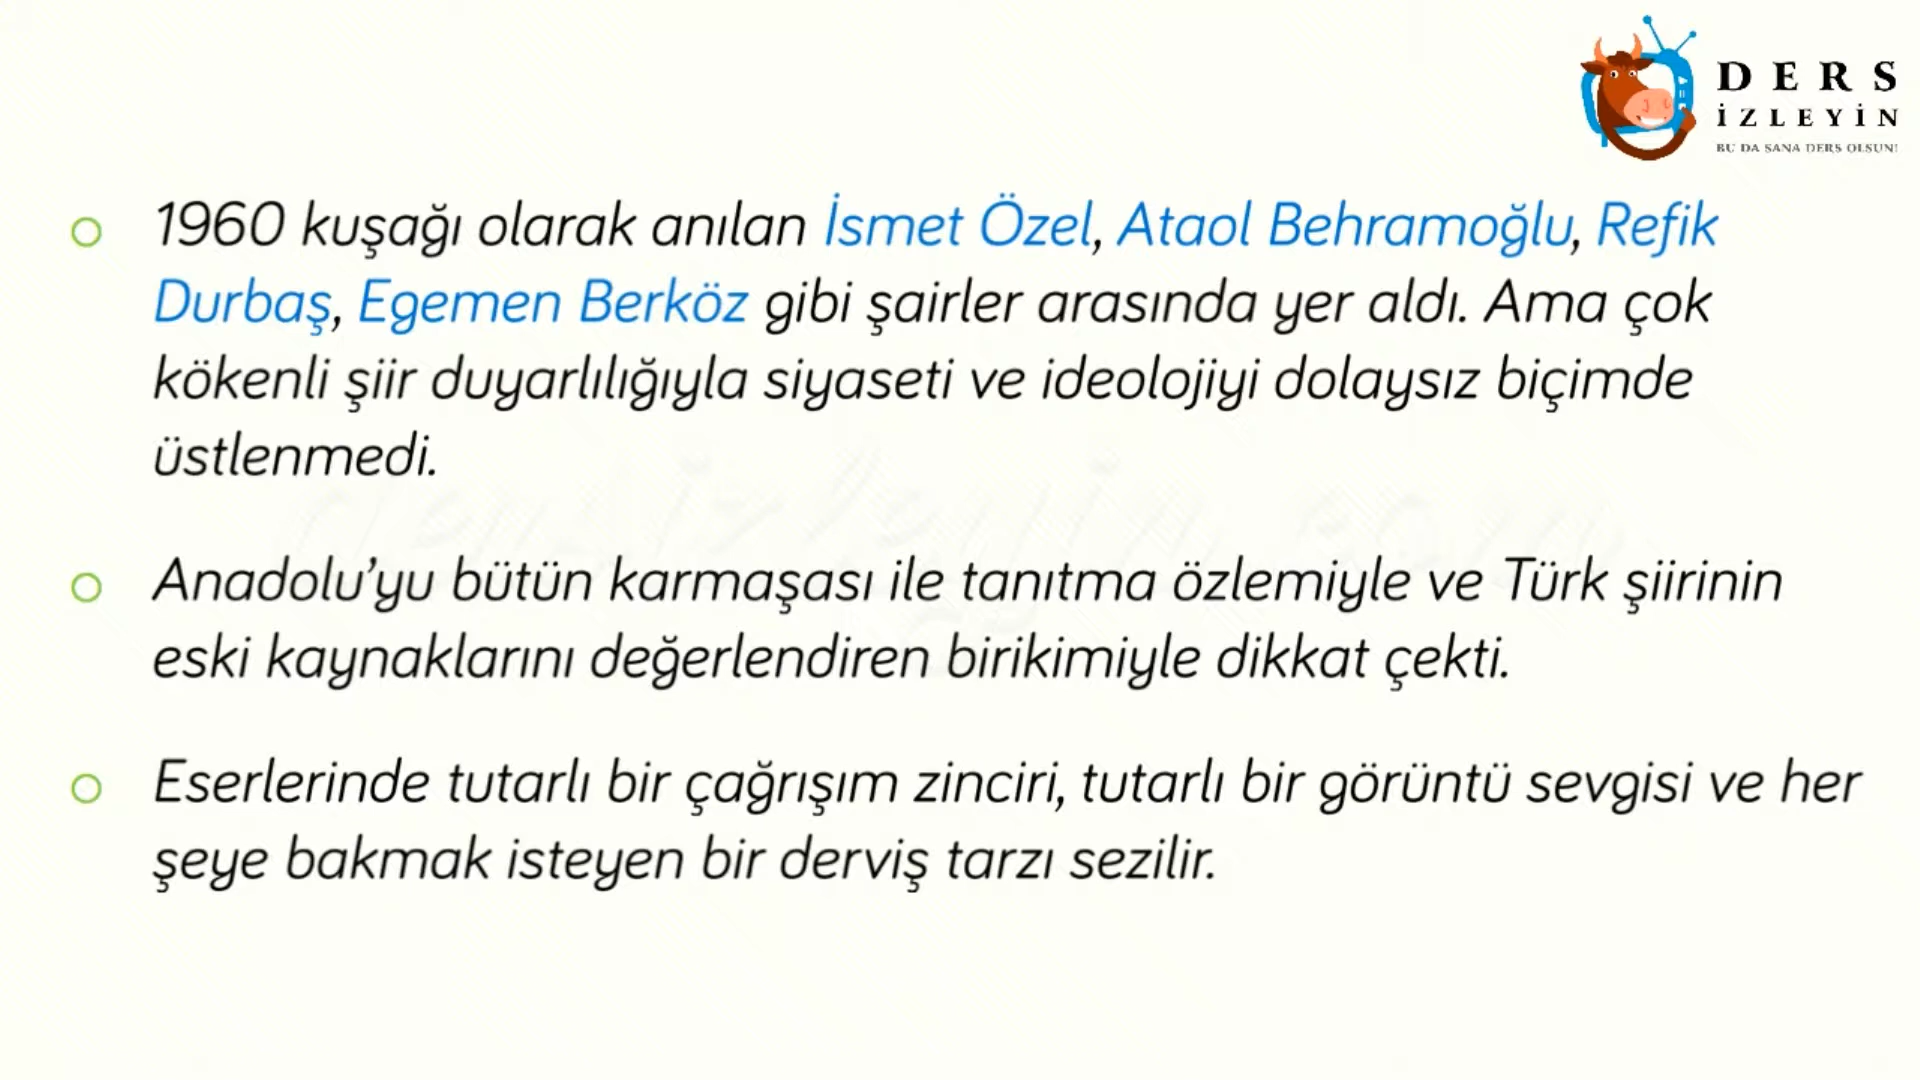 DERS
İZLEYİN
BU DA SANA DERS OLSUN!
1960 kuşağı olarak anılan İsmet Özel, Ataol Behramoğlu, Refik
Durbaş, Egemen Berköz gibi şairler arasında yer aldı. Ama çok
kökenli şiir duyarlılığıyla siyaseti ve ideolojiyi dolaysız biçimde
üstlenmedi.
Anadolu’yu bütün karmaşası ile tanıtma özlemiyle ve Türk şiirinin
eski kaynaklarını değerlendiren birikimiyle dikkat çekti.
Eserlerinde tutarlı bir çağrışım zinciri, tutarlı bir görüntü sevgisi ve her
şeye bakmak isteyen bir derviş tarzı sezilir.